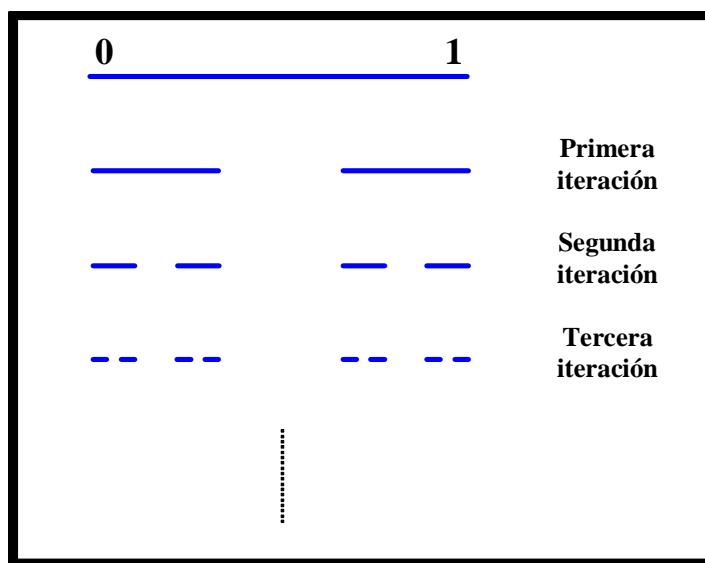 0 1
Primera
iteración
Segunda
iteración
Tercera
iteración